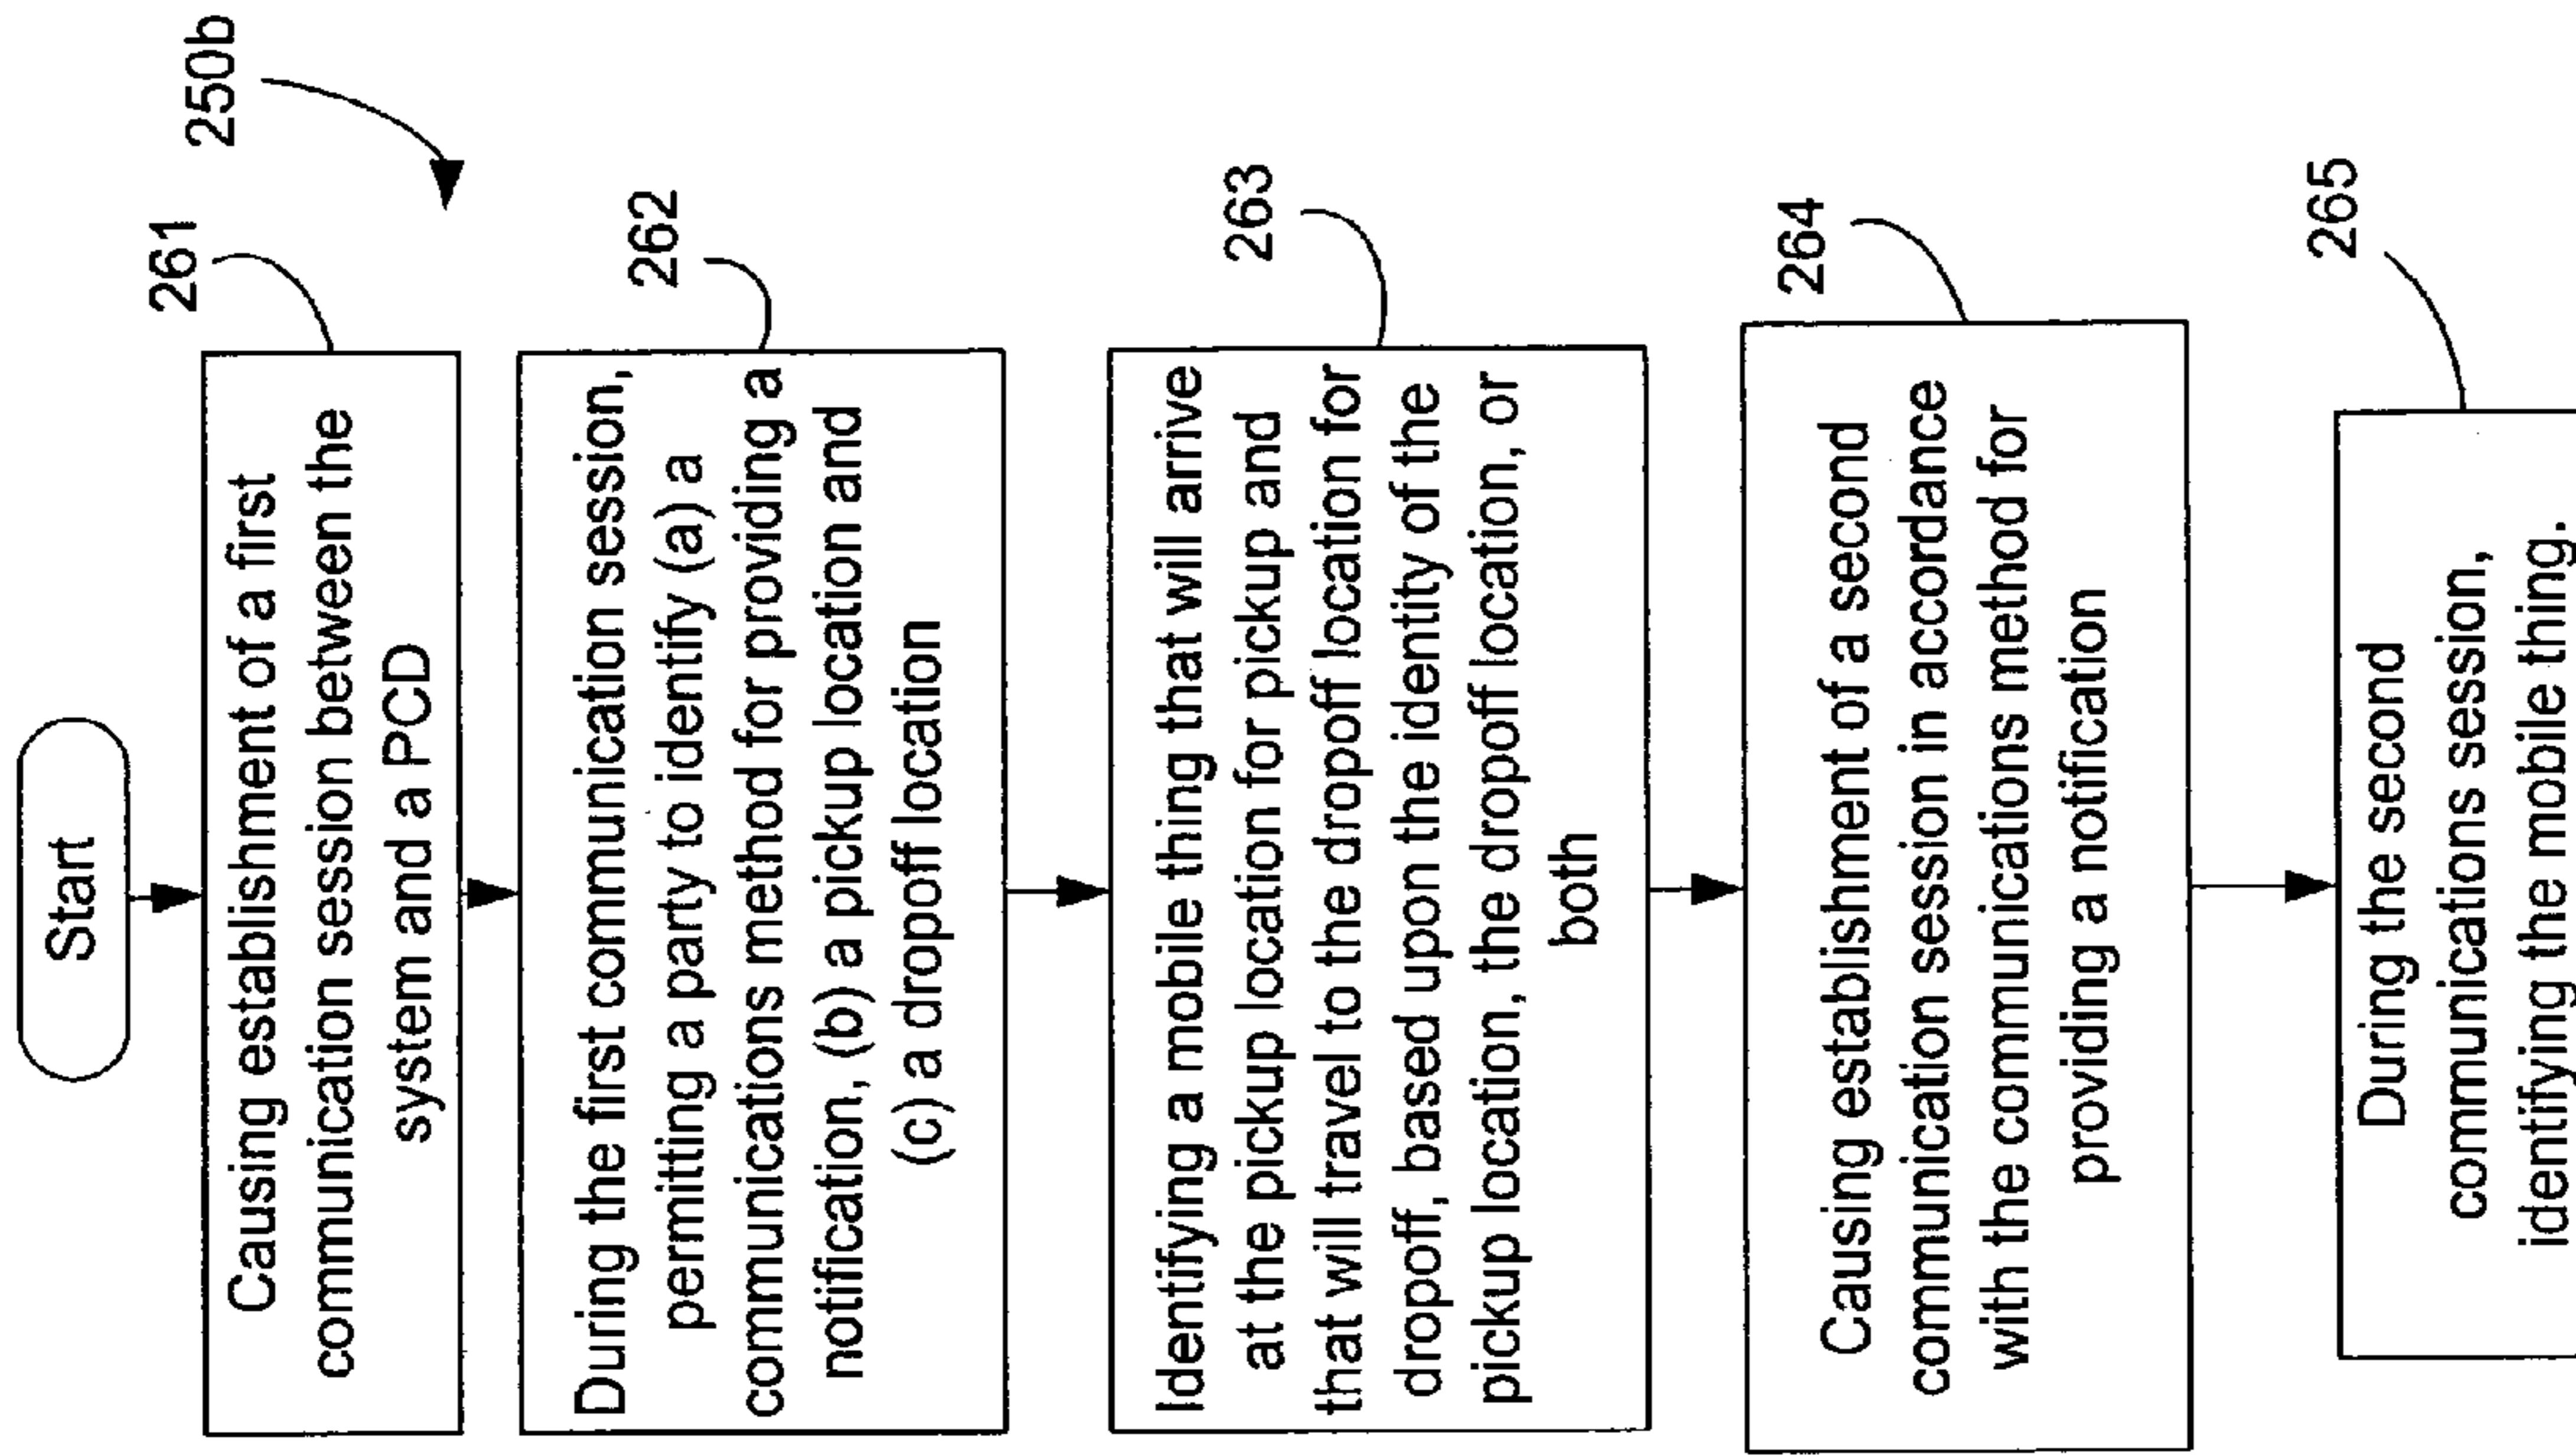 Start
250b
261
Causing establishment of a first
communication session between the
system and a PCD
262
During the first communication session,
permitting a party to identify (a) a
communications method for providing a
notification, (b) a pickup location and
(c) a dropoff location
263
Identifying a mobile thing that will arrive
at the pickup location for pickup and
that will travel to the dropoff location for
dropoff, based upon the identity of the
pickup location, the dropoff location, or
both
264
Causing establishment of a second
communication session in accordance
with the communications method for
providing a notification
265
During the second
communications session,
identifying the mobile thing.